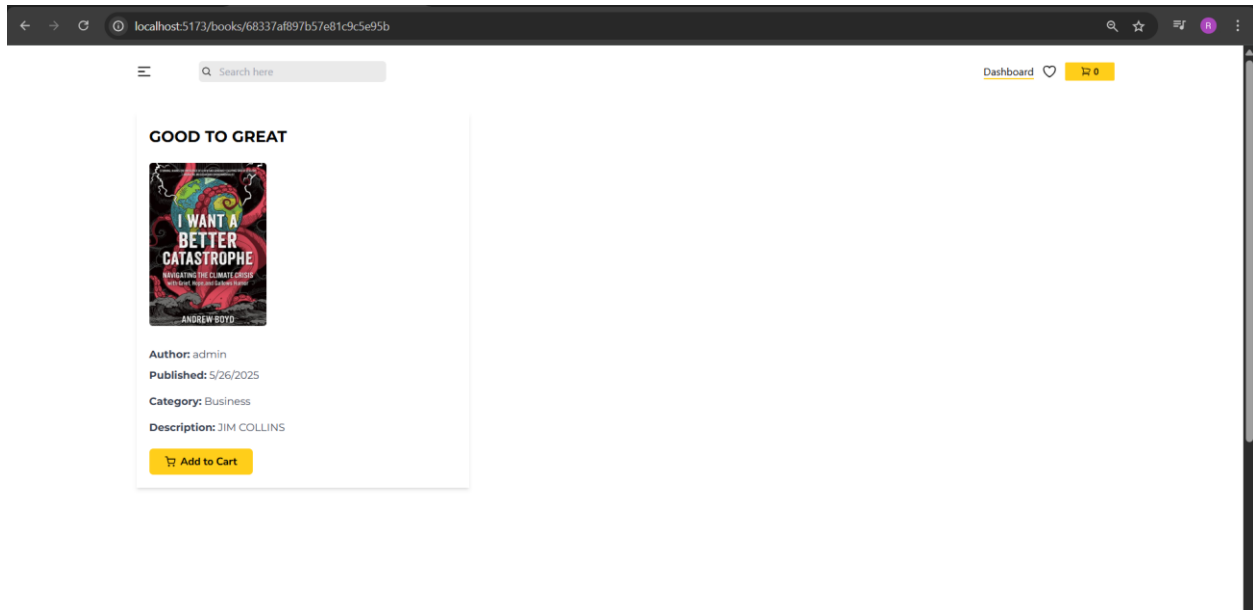 localhost:5173/books/68337af897b57e81c9c5e95b
R
Search here
Dashboard
0
GOOD TO GREAT
I WANT A
BETTER
CATASTROPHE
NAVIGATING THE CLIMATE CRISIS
with Grief, Hope, and Gallows Humor
ANDREW BOYD
Author: admin
Published: 5/26/2025
Category: Business
Description: JIM COLLINS
Add to Cart